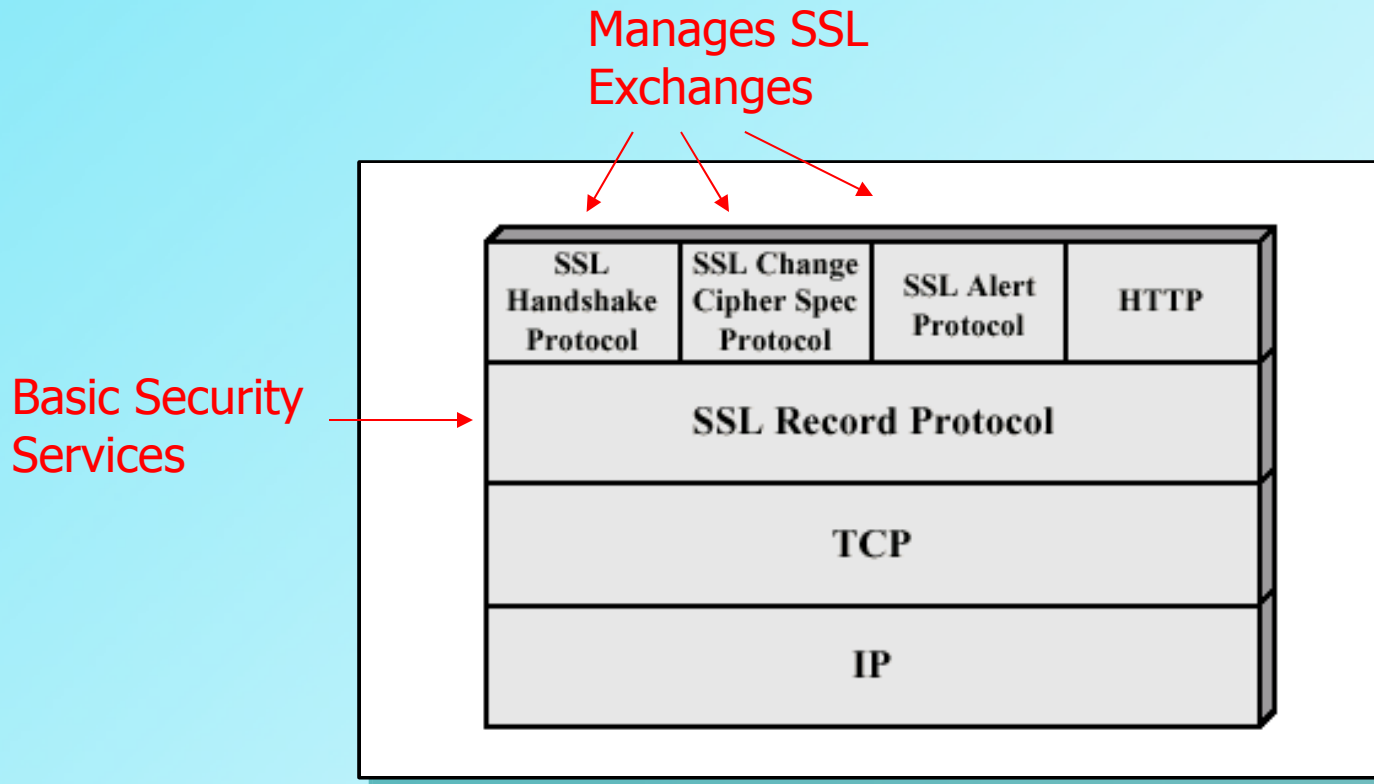 Manages SSL
Exchanges
SSL
Handshake
Protocol
SSL Change
Cipher Spec
Protocol
SSL Alert
Protocol
HTTP
Basic Security
Services
SSL Record Protocol
TCP
IP